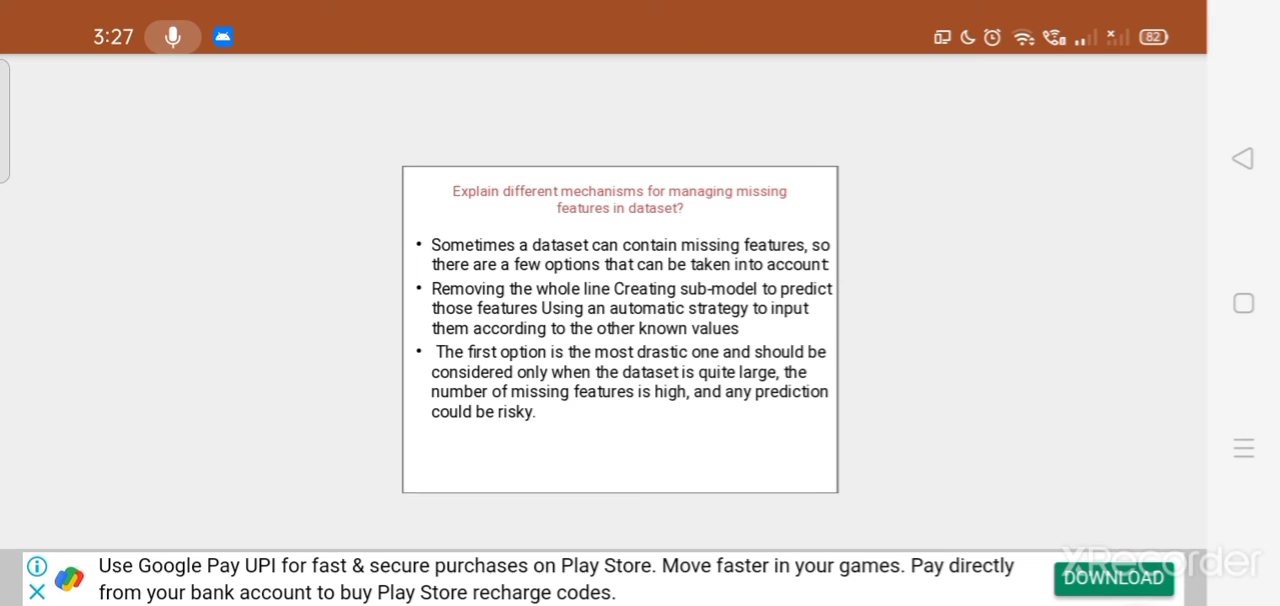 3:27
82
Explain different mechanisms for managing missing
features in dataset?
• Sometimes a dataset can contain missing features, so
there are a few options that can be taken into account
• Removing the whole line Creating sub-model to predict
those features Using an automatic strategy to input
them according to the other known values
• The first option is the most drastic one and should be
considered only when the dataset is quite large, the
number of missing features is high, and any prediction
could be risky.
Use Google Pay UPI for fast & secure purchases on Play Store. Move faster in your games. Pay directly
from your bank account to buy Play Store recharge codes.
XRecorder
DOWNLOAD